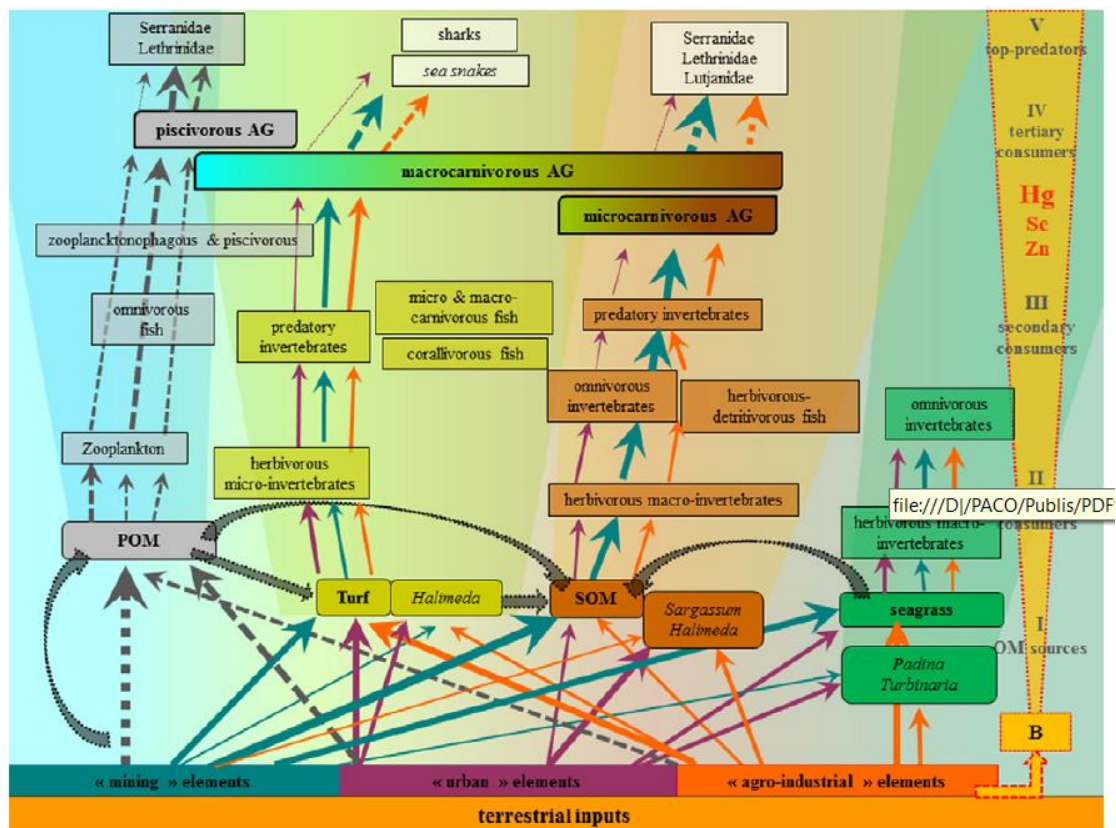 Serranidae
Lethrinidae
sharks
sea snakes
Serranidae
Lethrinidae
Lutjanidae
V
top-predators
piscivorous AG
IV
tertiary
consumers
macrocarnivorous AG
microcarnivorous AG
Hg
Se
Zn
zooplancktonophagous & piscivorous
omnivorous
fish
micro & macro-
carnivorous fish
corallivorous fish
predatory
invertebrates
predatory invertebrates
III
secondary
consumers
omnivorous
invertebrates
herbivorous-
detritivorous fish
omnivorous
invertebrates
Zooplankton
herbivorous
micro-invertebrates
herbivorous macro-invertebrates
II
consumers
file:///D|/PACO/Publis/PDF
herbivorous macro-
invertebrates
POM
Turf
Halimeda
SOM
Sargassum
Halimeda
seagrass
I
OM sources
Padina
Turbinaria
B
« mining » elements
« urban » elements
« agro-industrial » elements
terrestrial inputs